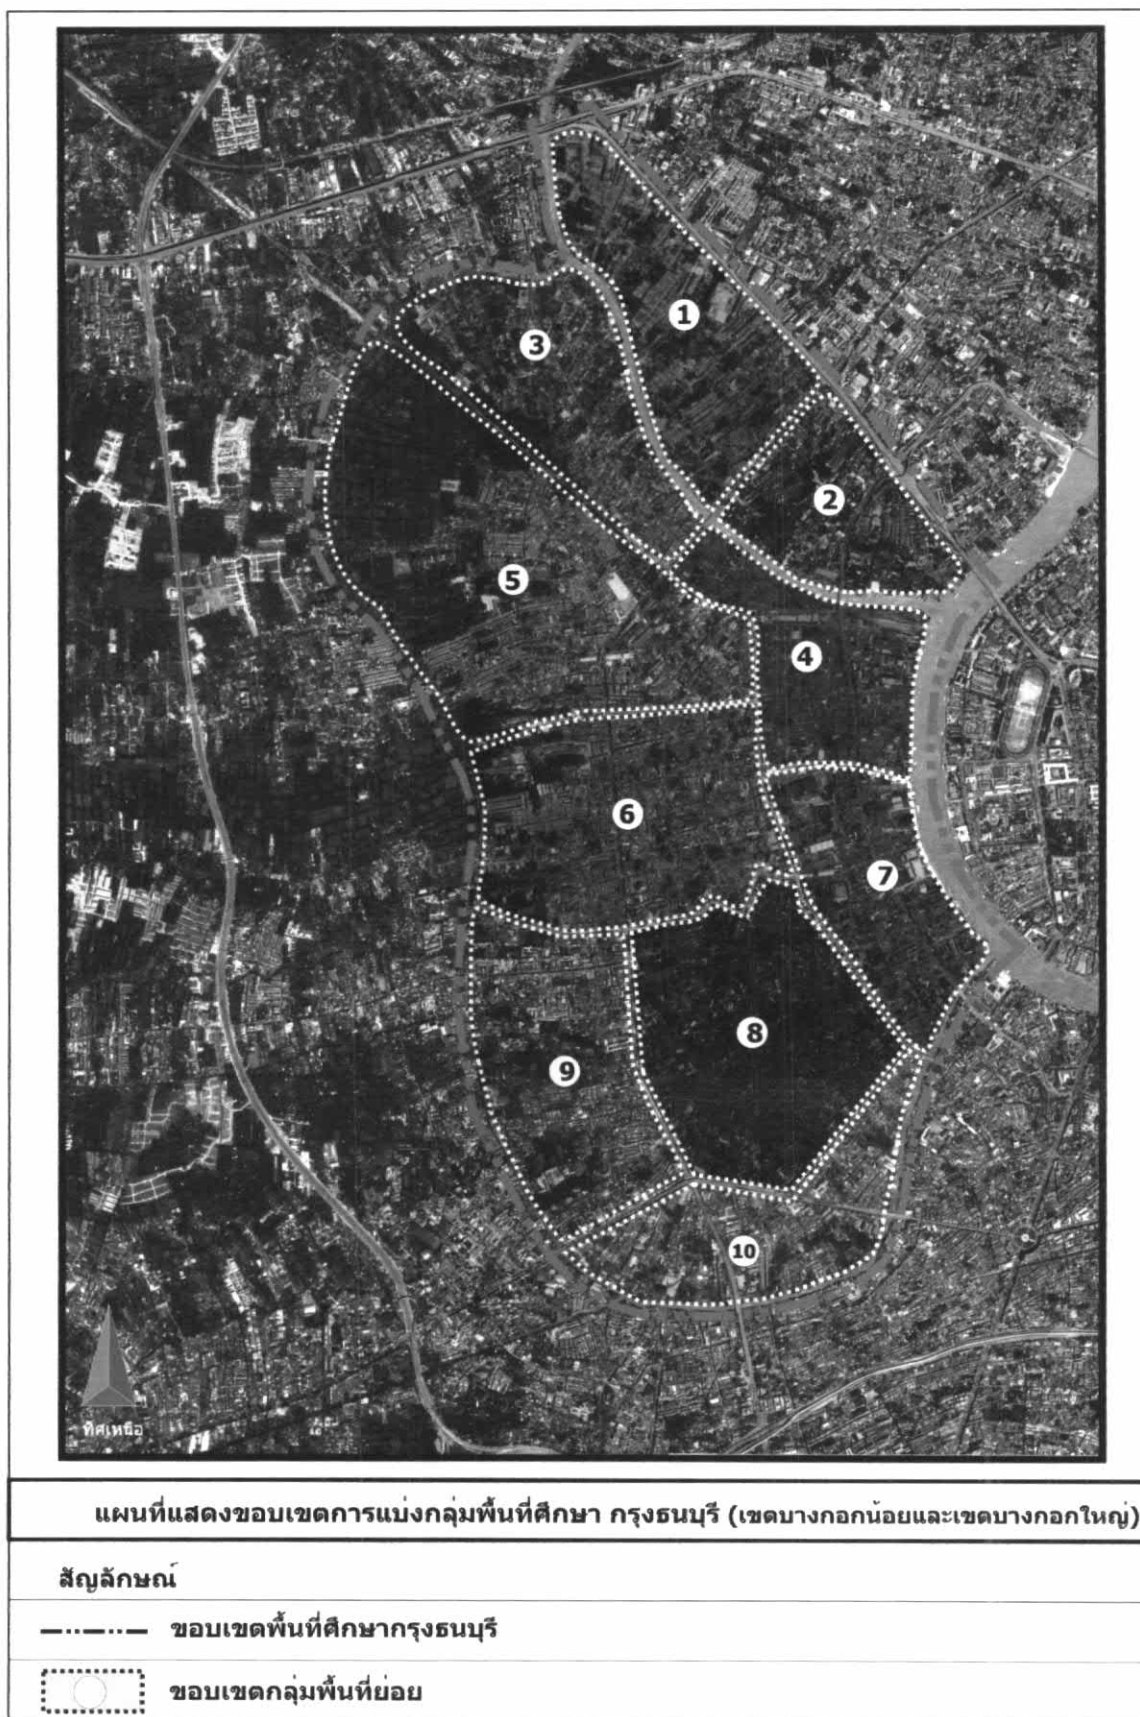 1
3
2
5
4
6
7
8
9
10
ทิศเหนือ
แผนที่แสดงขอบเขตการแบ่งกลุ่มพื้นที่ศึกษา กรุงธนบุรี (เขตบางกอกน้อยและเขตบางกอกใหญ่)
สัญลักษณ์
ขอบเขตพื้นที่ศึกษากรุงธนบุรี
ขอบเขตกลุ่มพื้นที่ย่อย